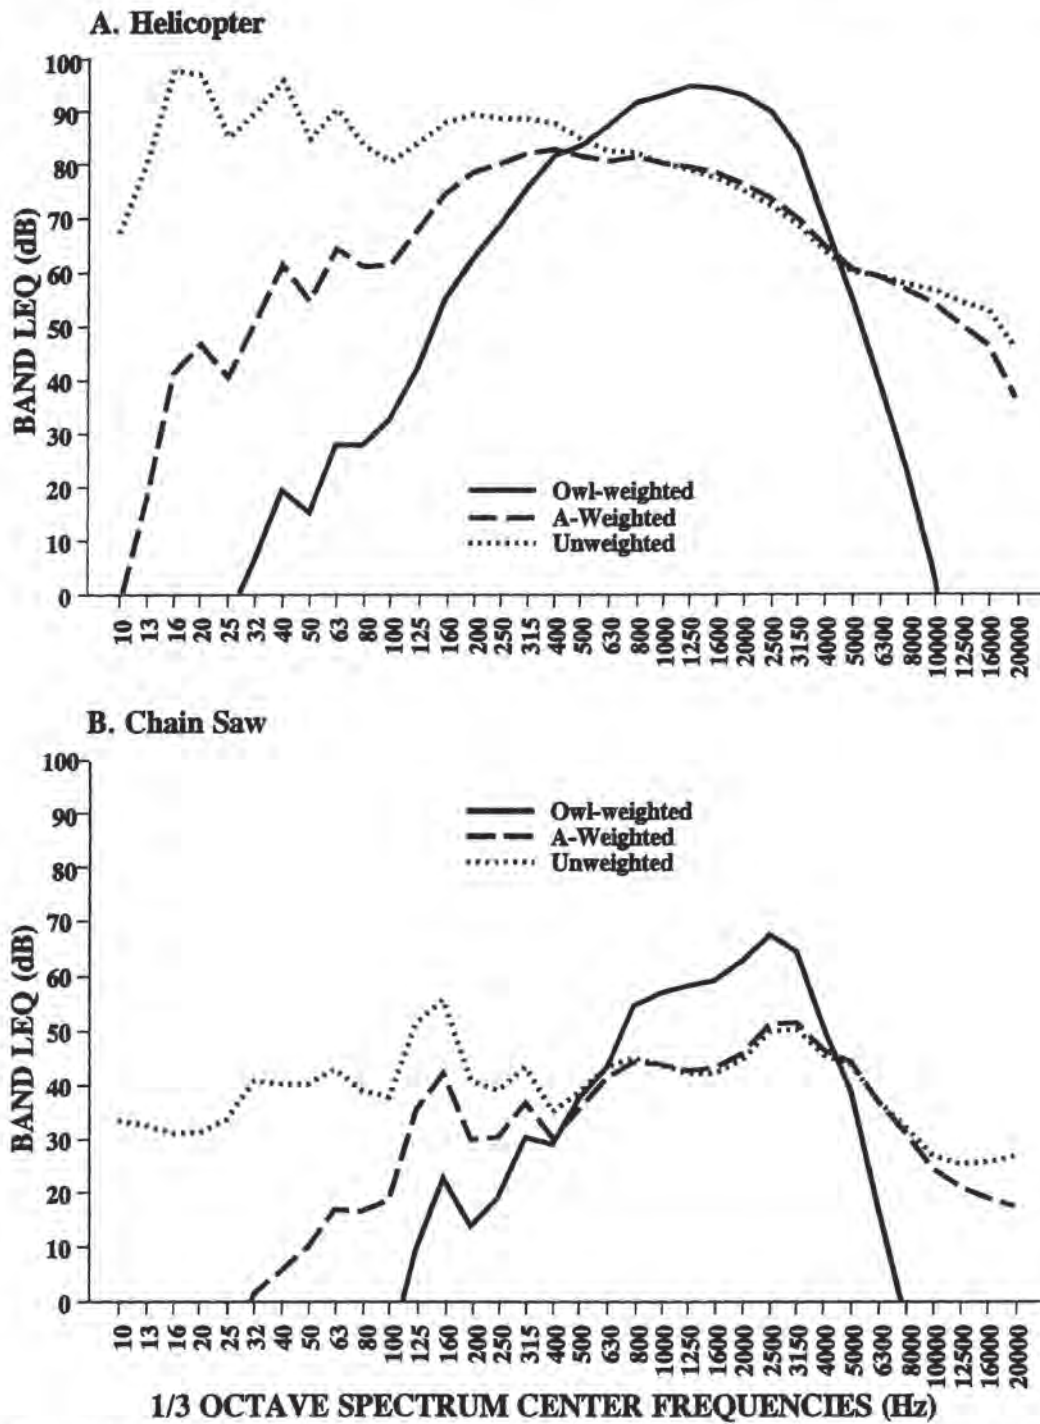 A. Helicopter
100
90
80
70
60
50
40
30
20
10
0
BAND LEQ (dB)
Owl-weighted
A-Weighted
Unweighted
10 13 16 20 25 32 40 50 63 80 100 125 160 200 250 315 400 500 630 800 1000 1250 1600 2000 2500 3150 4000 5000 6300 8000 10000 12500 16000 20000
B. Chain Saw
100
90
80
70
60
50
40
30
20
10
0
BAND LEQ (dB)
Owl-weighted
A-Weighted
Unweighted
10 13 16 20 25 32 40 50 63 80 100 125 160 200 250 315 400 500 630 800 1000 1250 1600 2000 2500 3150 4000 5000 6300 8000 10000 12500 16000 20000
1/3 OCTAVE SPECTRUM CENTER FREQUENCIES (Hz)